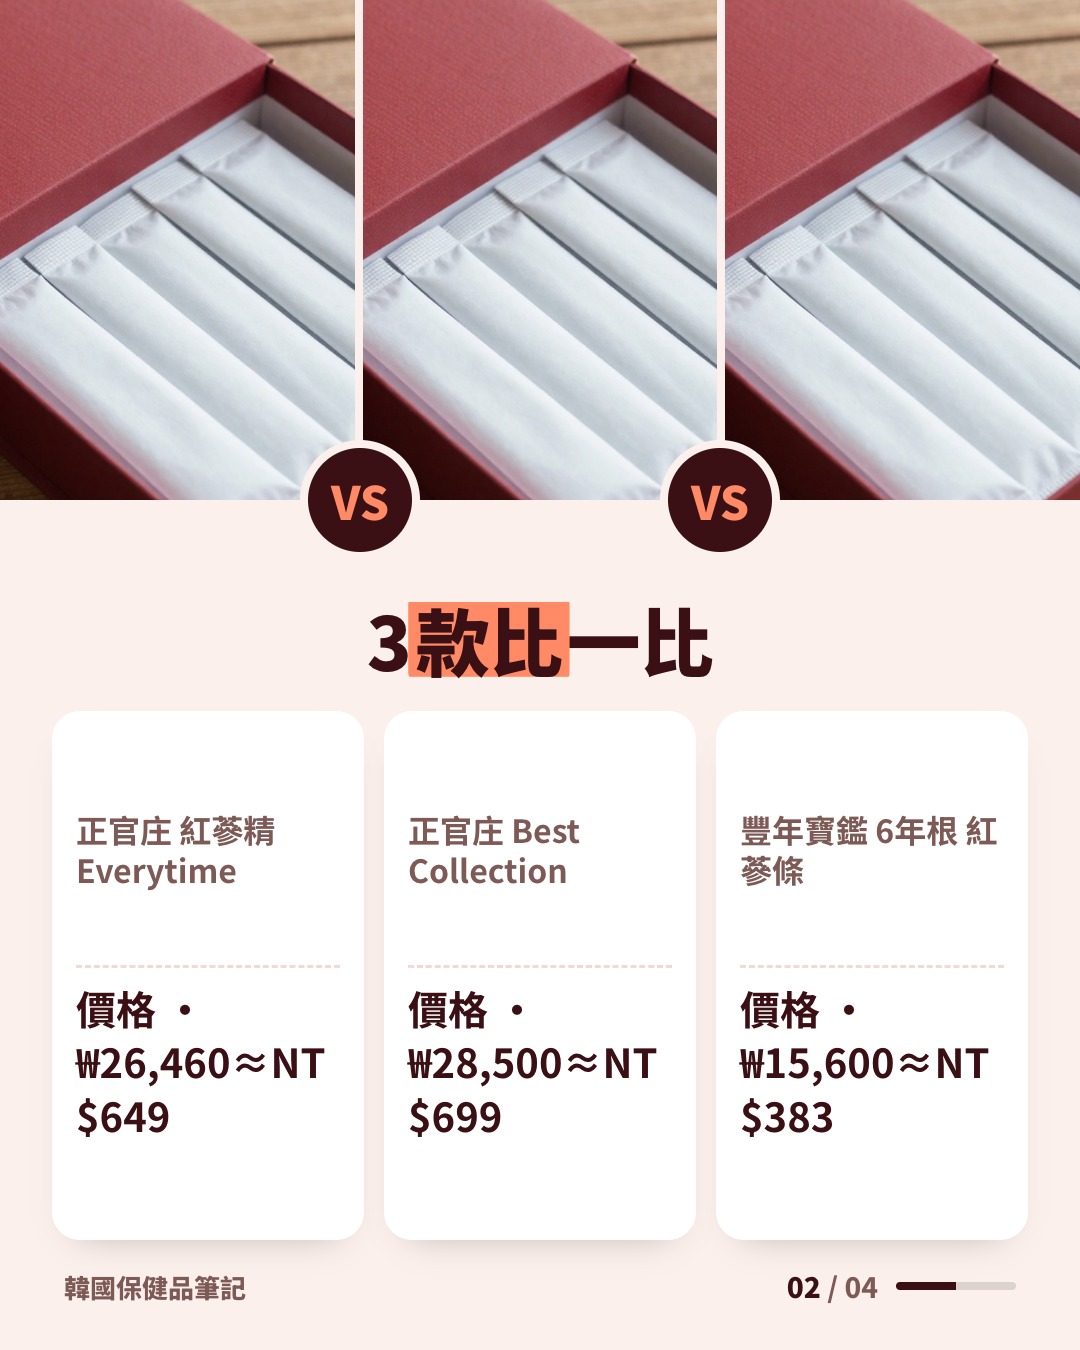 VS
VS
3款比一比
正官庄 紅蔘精
Everytime
價格 ·
₩26,460≈NT
$649
正官庄 Best
Collection
價格 ·
₩28,500≈NT
$699
豐年寶鑑 6年根 紅
蔘條
價格 ·
₩15,600≈NT
$383
韓國保健品筆記
02 / 04